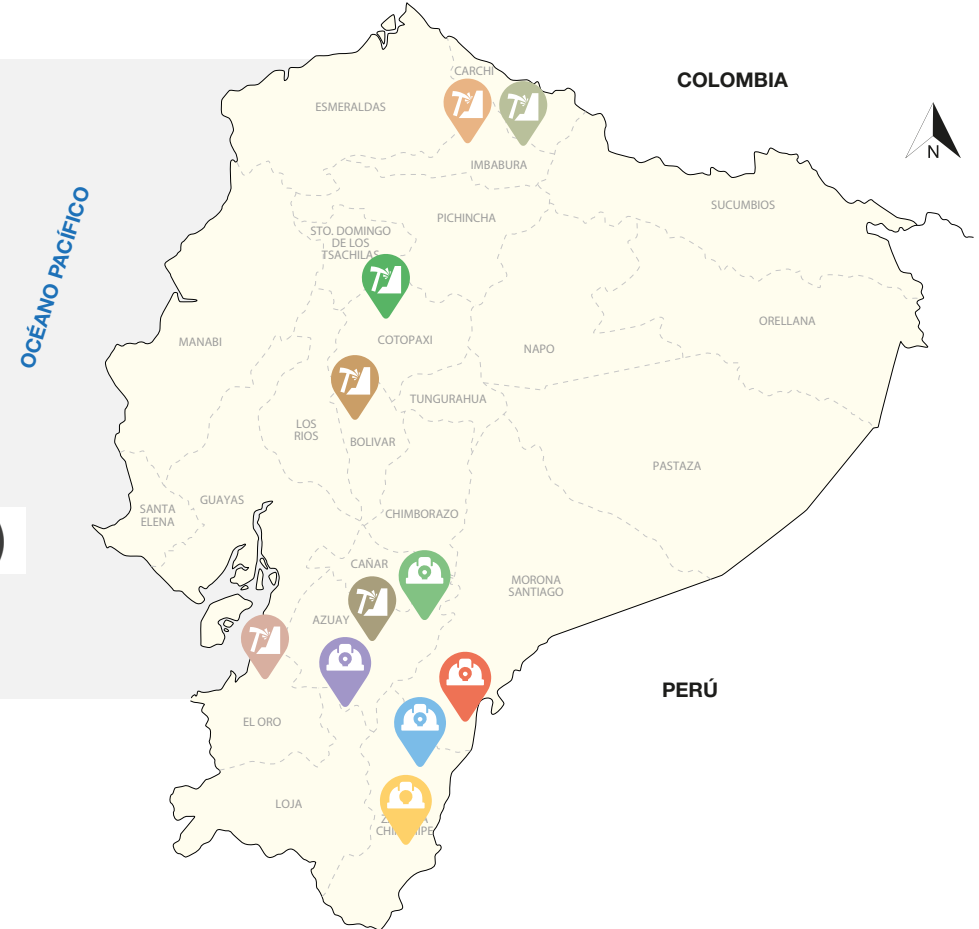 COLOMBIA
CARCHI
ESMERALDAS
N
IMBABURA
SUCUMBIOS
PICHINCHA
OCÉANO PACÍFICO
STO. DOMINGO
DE LOS
TSACHILAS
ORELLANA
MANABI
COTOPAXI
NAPO
TUNGURAHUA
LOS
RIOS
BOLIVAR
PASTAZA
GUAYAS
SANTA
ELENA
CHIMBORAZO
CAÑAR
MORONA
SANTIAGO
AZUAY
PERÚ
EL ORO
LOJA